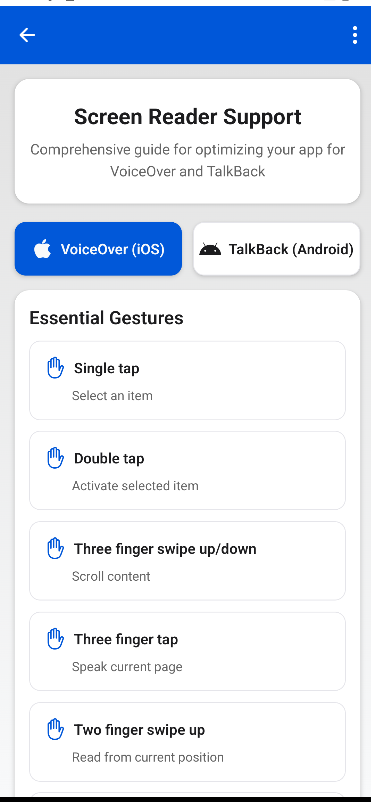 Screen Reader Support
Comprehensive guide for optimizing your app for
VoiceOver and TalkBack
VoiceOver (iOS)
TalkBack (Android)
Essential Gestures
Single tap
Select an item
Double tap
Activate selected item
Three finger swipe up/down
Scroll content
Three finger tap
Speak current page
Two finger swipe up
Read from current position